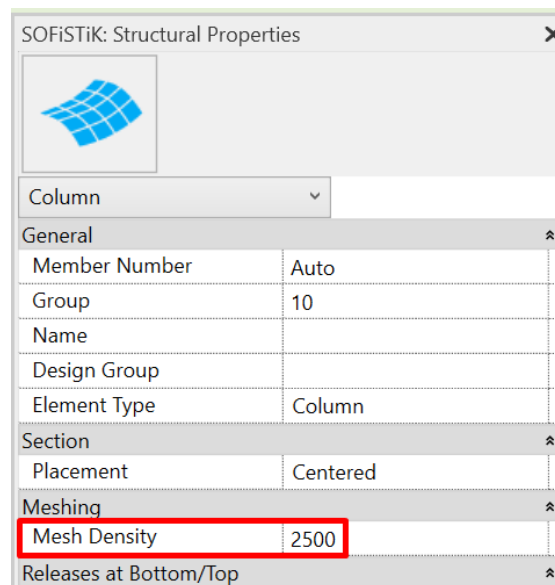 SOFiSTiK: Structural Properties
Column
General
Member Number Auto
Group 10
Name
Design Group
Element Type Column
Section
Placement Centered
Meshing
Mesh Density 2500
Releases at Bottom/Top